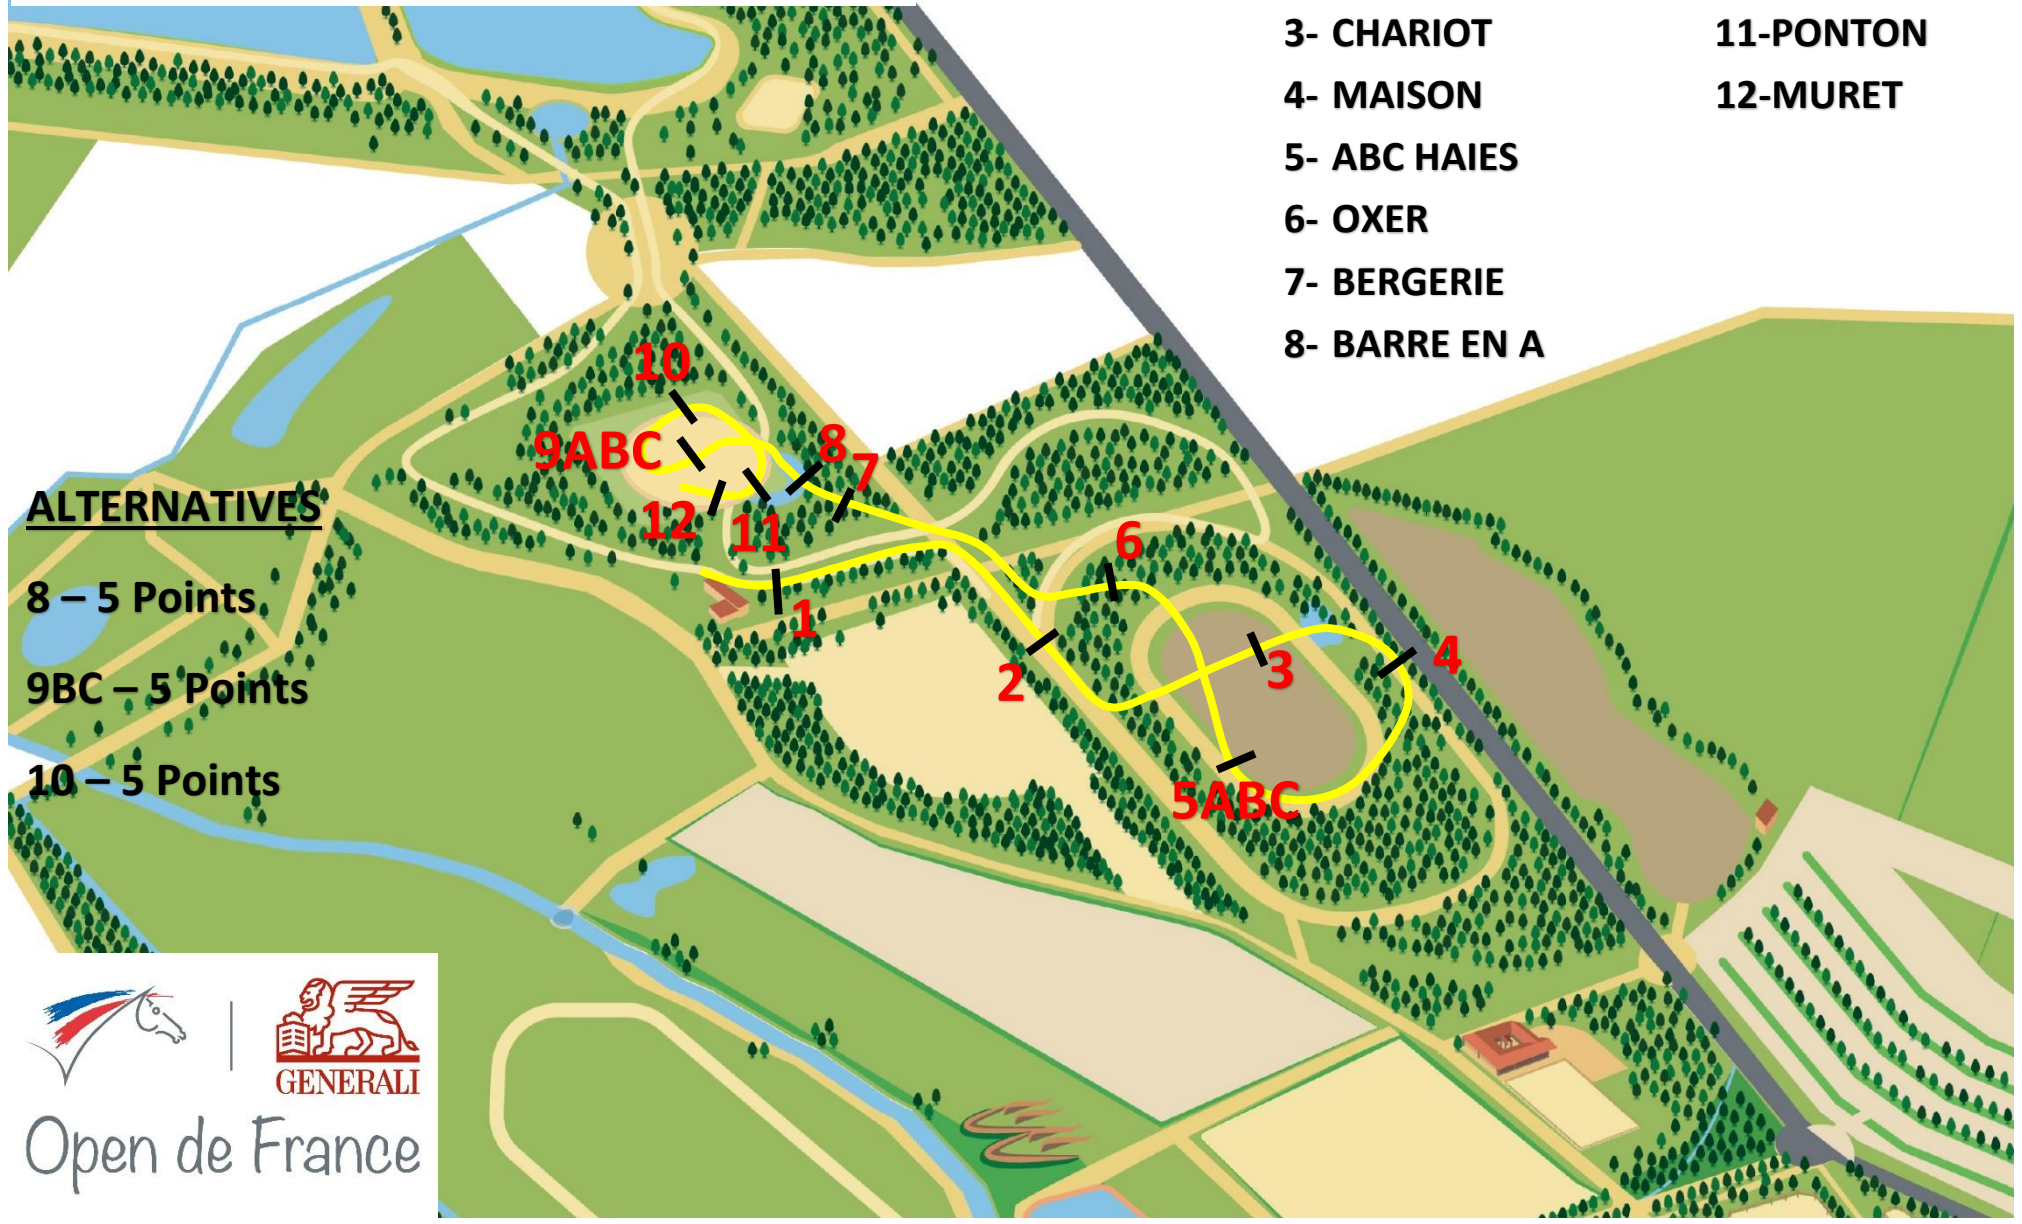 3- CHARIOT
4- MAISON
5- ABC HAIES
6- OXER
7- BERGERIE
8- BARRE EN A
11-PONTON
12-MURET
10
9ABC
8
7
12
11
6
1
2
3
4
5ABC
ALTERNATIVES
8 – 5 Points
9BC – 5 Points
10 – 5 Points
GENERALI
Open de France